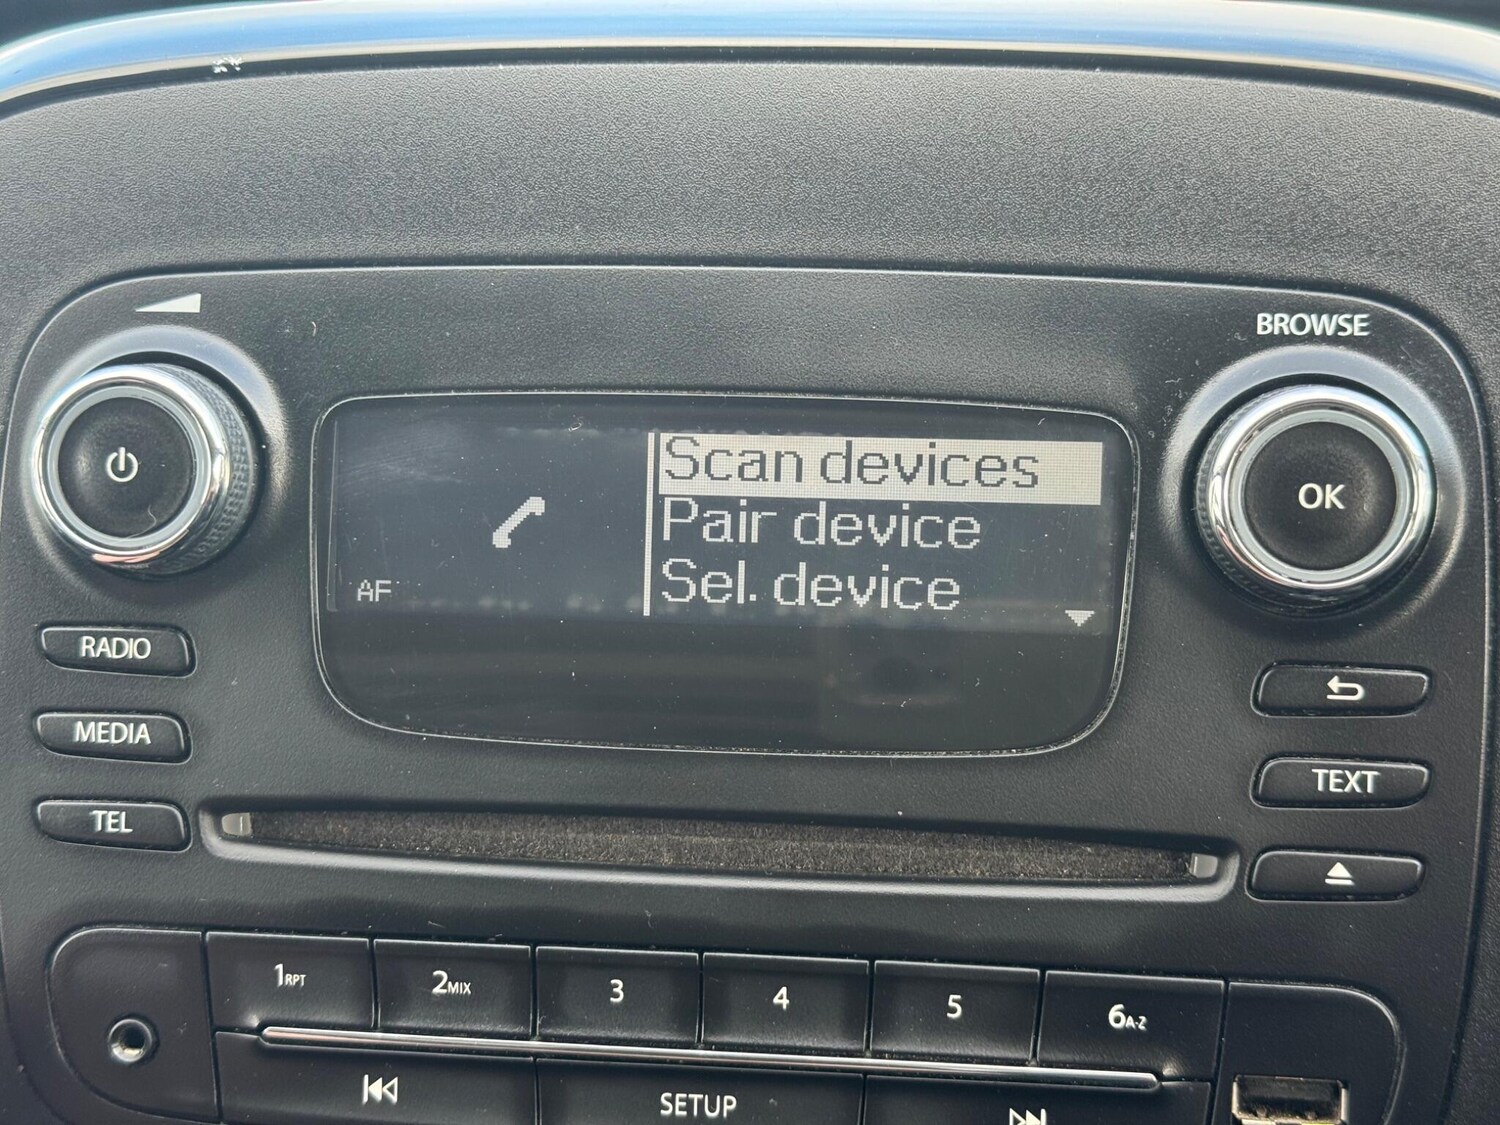 BROWSE
Scan devices
Pair device
Sel. device
AF
OK
RADIO
MEDIA
TEL
TEXT
1RPT
2MIX
3
4
5
6A-Z
SETUP